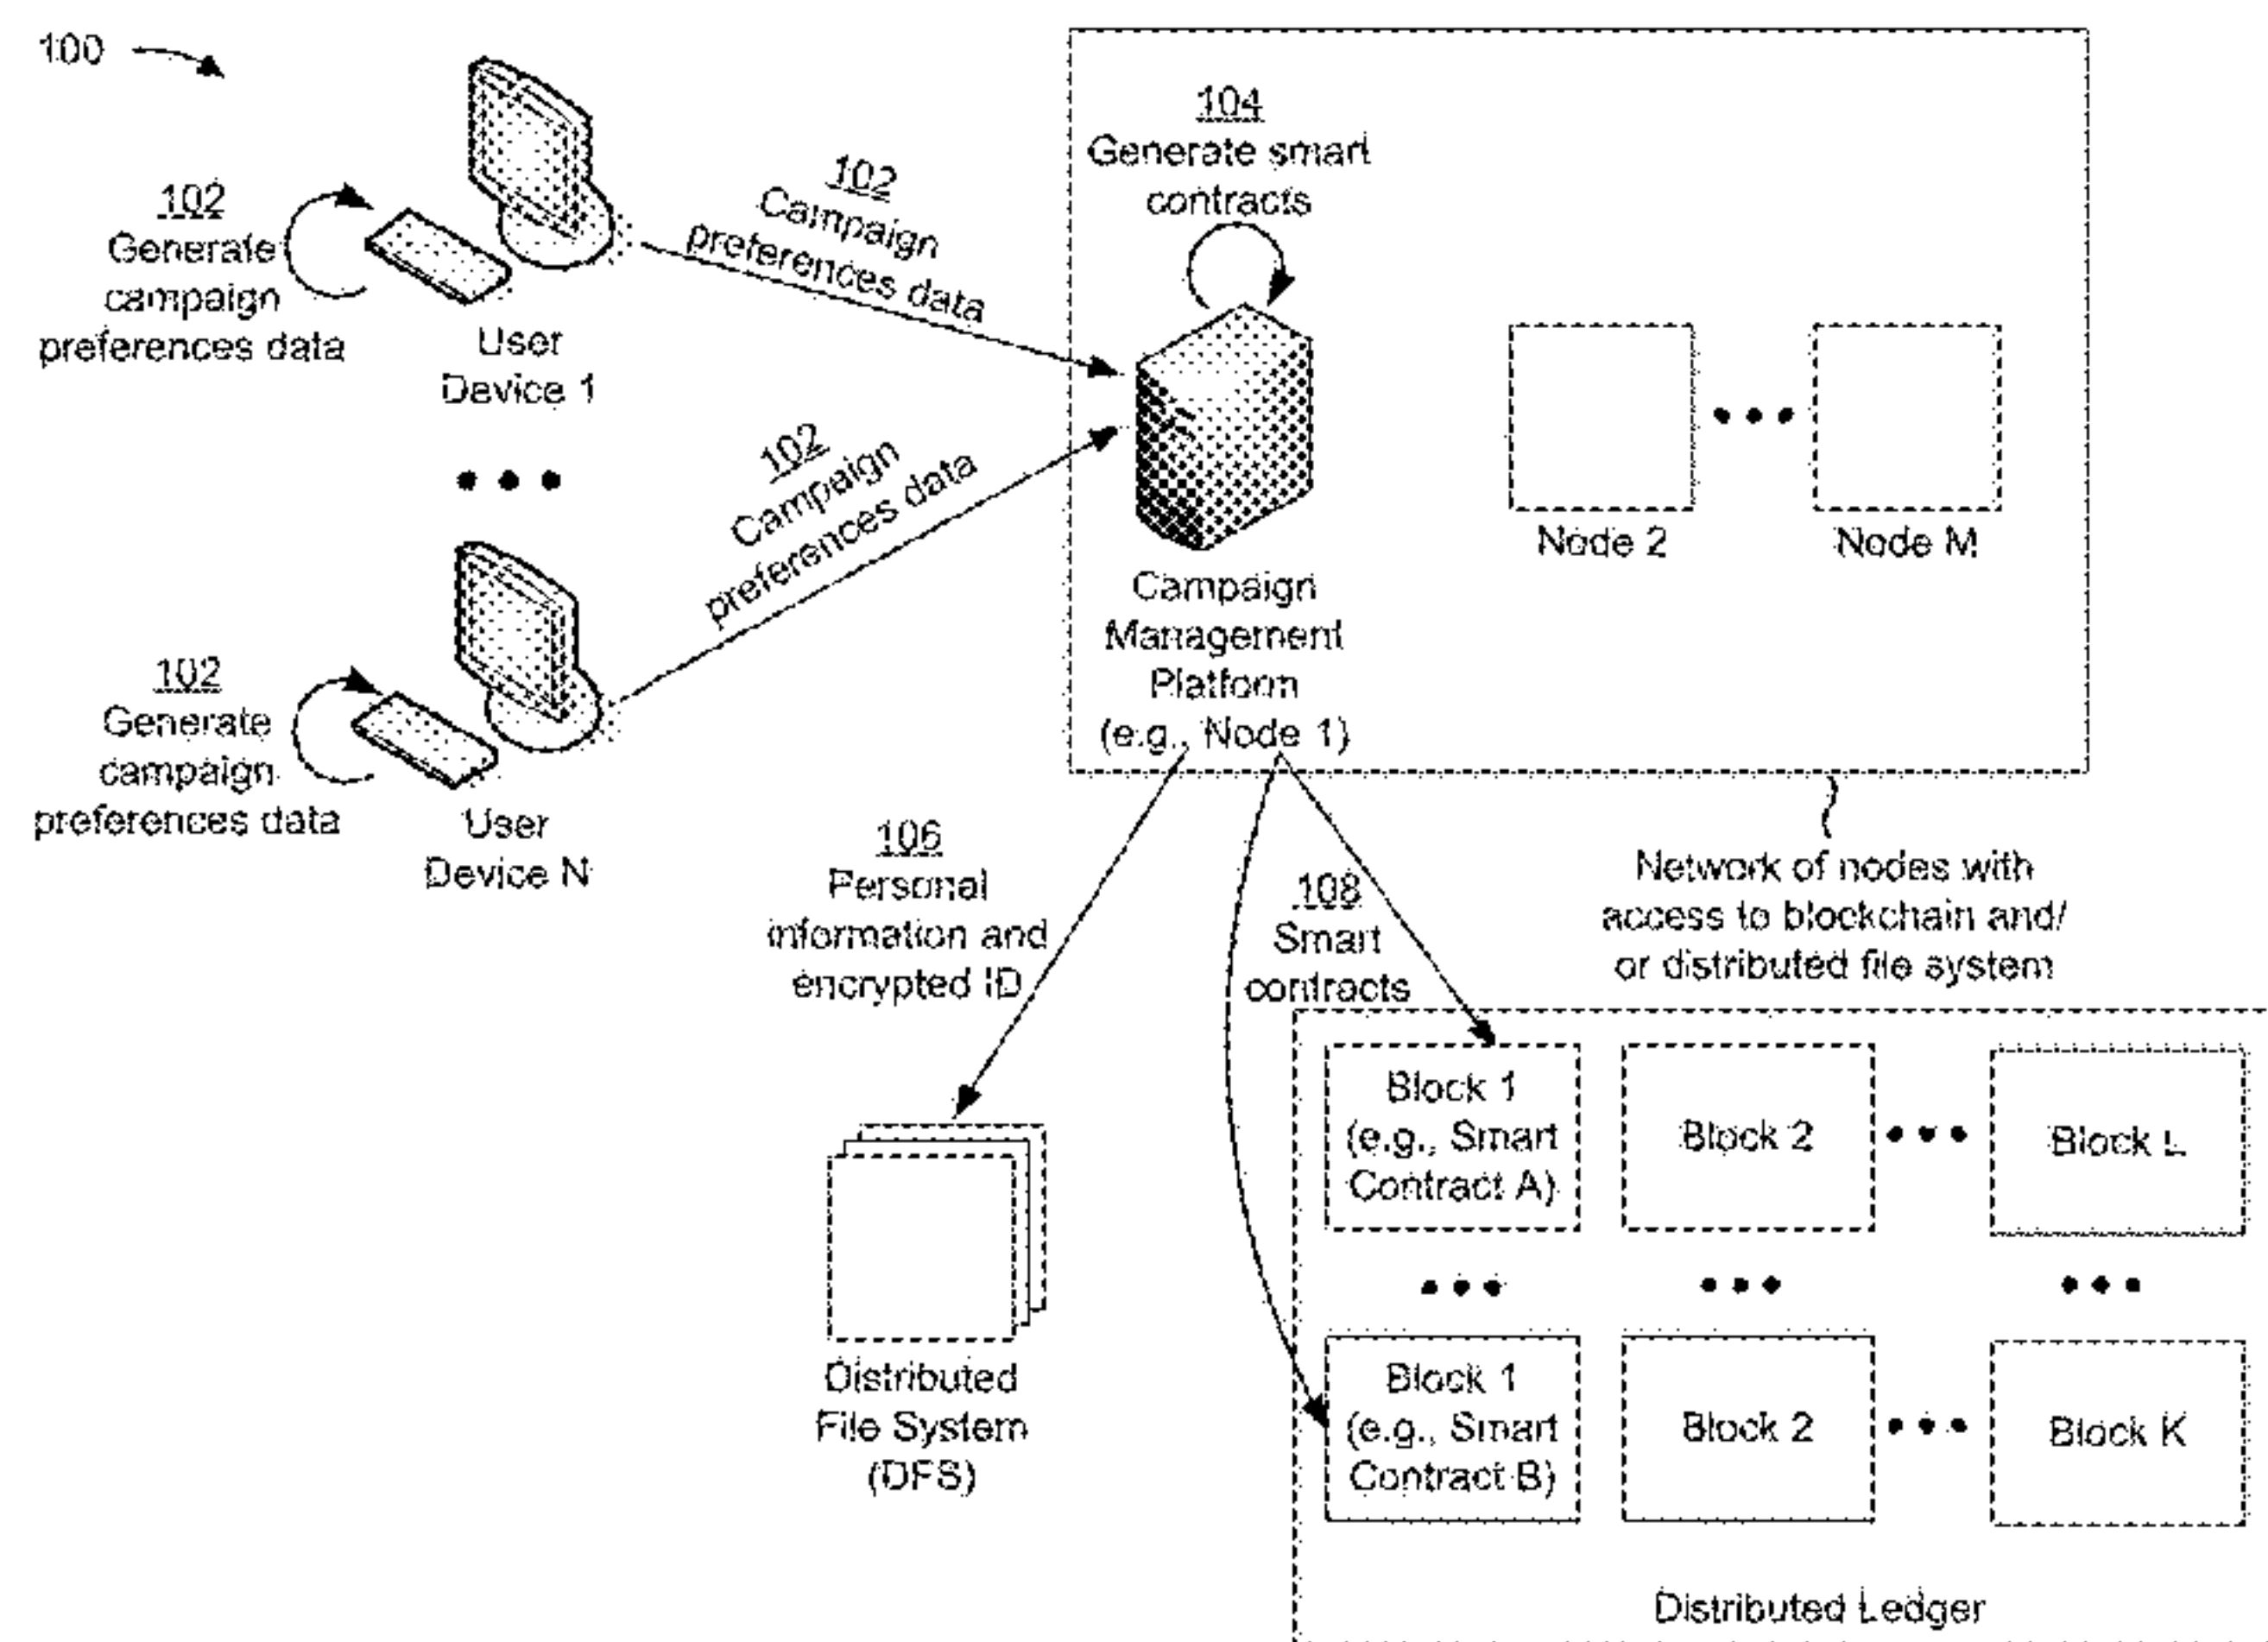 100
102
Generate
campaign
preferences data
User
Device 1
102
Campaign
preferences data
104
Generate smart
contracts
Campaign
Management
Platform
(e.g., Node 1)
Node 2
Node M
102
Campaign
preferences data
102
Generate
campaign
preferences data
User
Device N
106
Personal
information and
encrypted ID
108
Smart
contracts
Network of nodes with
access to blockchain and/
or distributed file system
Distributed
File System
(DFS)
Block 1
(e.g., Smart
Contract A)
Block 2
Block L
Block 1
(e.g., Smart
Contract B)
Block 2
Block K
Distributed Ledger